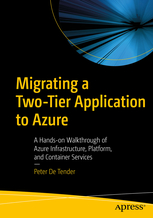 Migrating a
Two-Tier Application
to Azure
A Hands-on Walkthrough of
Azure Infrastructure, Platform,
and Container Services
—
Peter De Tender
Apress®